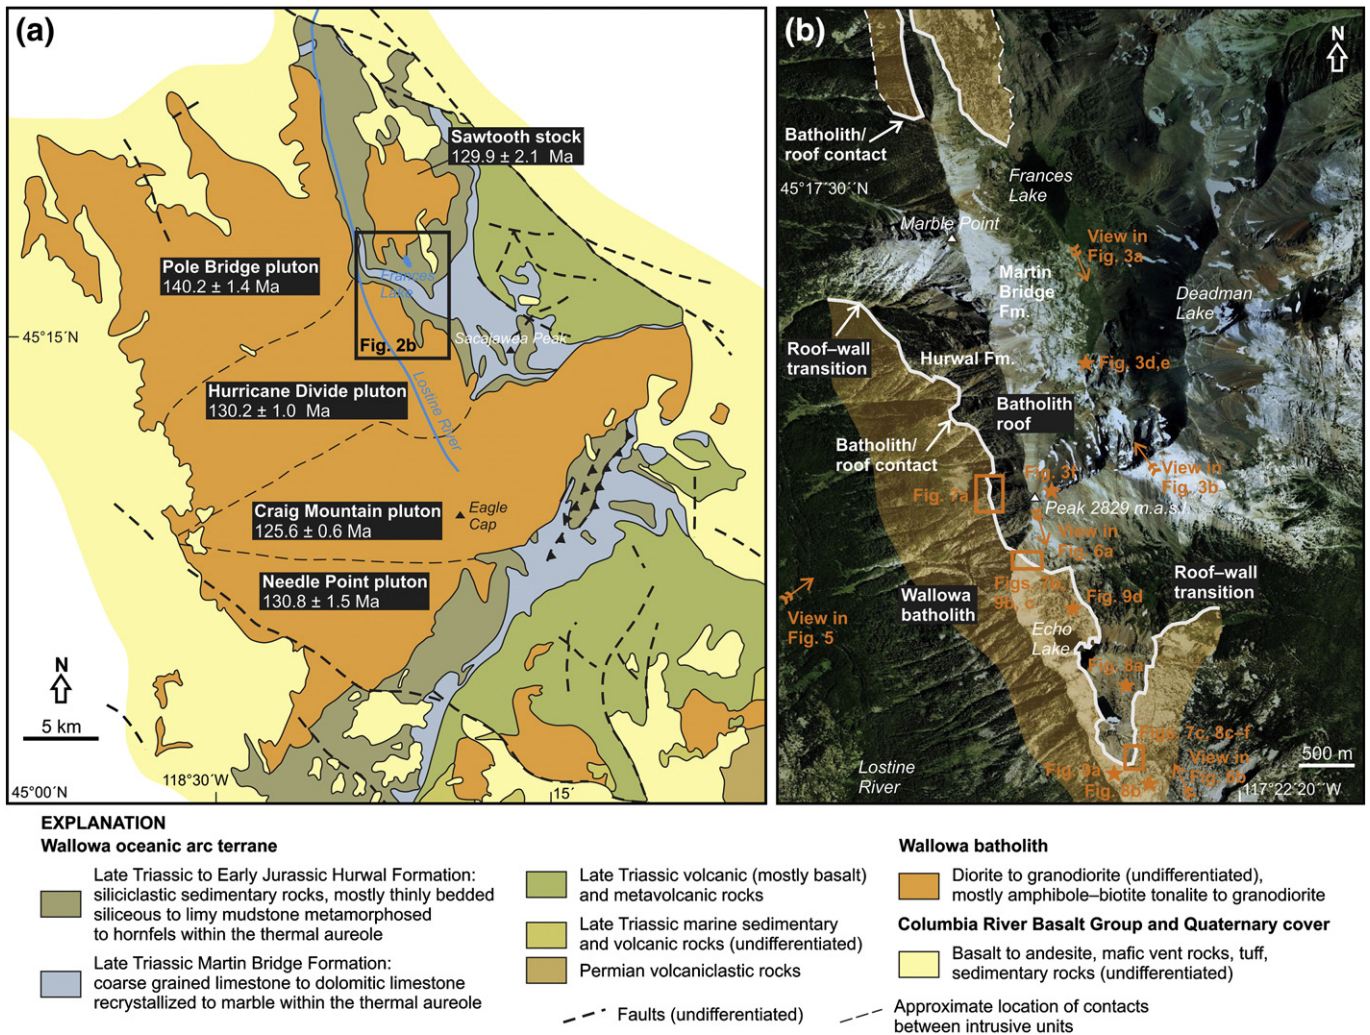 (a)
Sawtooth stock
129.9 ± 2.1 Ma
Pole Bridge pluton
140.2 ± 1.4 Ma
Frances
Lake
45°15´N
Fig. 2b
Sacajawea Peak
Hurricane Divide pluton
130.2 ± 1.0 Ma
Lostine River
Craig Mountain pluton
125.6 ± 0.6 Ma
Eagle
Cap
Needle Point pluton
130.8 ± 1.5 Ma
N
5 km
118°30´W
15´
45°00´N
(b)
N
Batholith/
roof contact
45°17´30´´N
Frances
Lake
Marble Point
View in
Fig. 3a
Martin
Bridge
Fm.
Deadman
Lake
Roof–wall
transition
Hurwal Fm.
Fig. 3d,e
Batholith
roof
Batholith/
roof contact
Fig. 3f
View in
Fig. 3b
Fig. 7a
Peak 2829 m.a.s.l.
View in
Fig. 6a
Roof–wall
transition
Figs. 7b,
9b, c
Wallowa
batholith
Fig. 9d
View in
Fig. 5
Echo
Lake
Fig. 8a
Figs. 7c, 8c–f
500 m
Lostine
River
Fig. 9a
Fig. 8b
View in
Fig. 6b
117°22´20´´W
EXPLANATION
Wallowa oceanic arc terrane
Late Triassic to Early Jurassic Hurwal Formation:
siliciclastic sedimentary rocks, mostly thinly bedded
siliceous to limy mudstone metamorphosed
to hornfels within the thermal aureole
Late Triassic Martin Bridge Formation:
coarse grained limestone to dolomitic limestone
recrystallized to marble within the thermal aureole
Late Triassic volcanic (mostly basalt)
and metavolcanic rocks
Late Triassic marine sedimentary
and volcanic rocks (undifferentiated)
Permian volcaniclastic rocks
Faults (undifferentiated)
Wallowa batholith
Diorite to granodiorite (undifferentiated),
mostly amphibole–biotite tonalite to granodiorite
Columbia River Basalt Group and Quaternary cover
Basalt to andesite, mafic vent rocks, tuff,
sedimentary rocks (undifferentiated)
Approximate location of contacts
between intrusive units